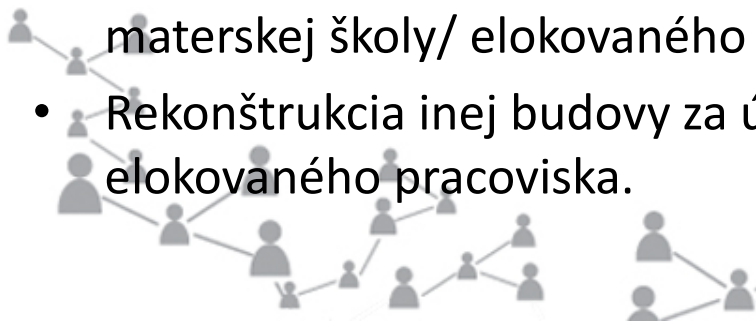 materskej školy/ elokovaného
• Rekonštrukcia inej budovy za
elokovaného pracoviska.